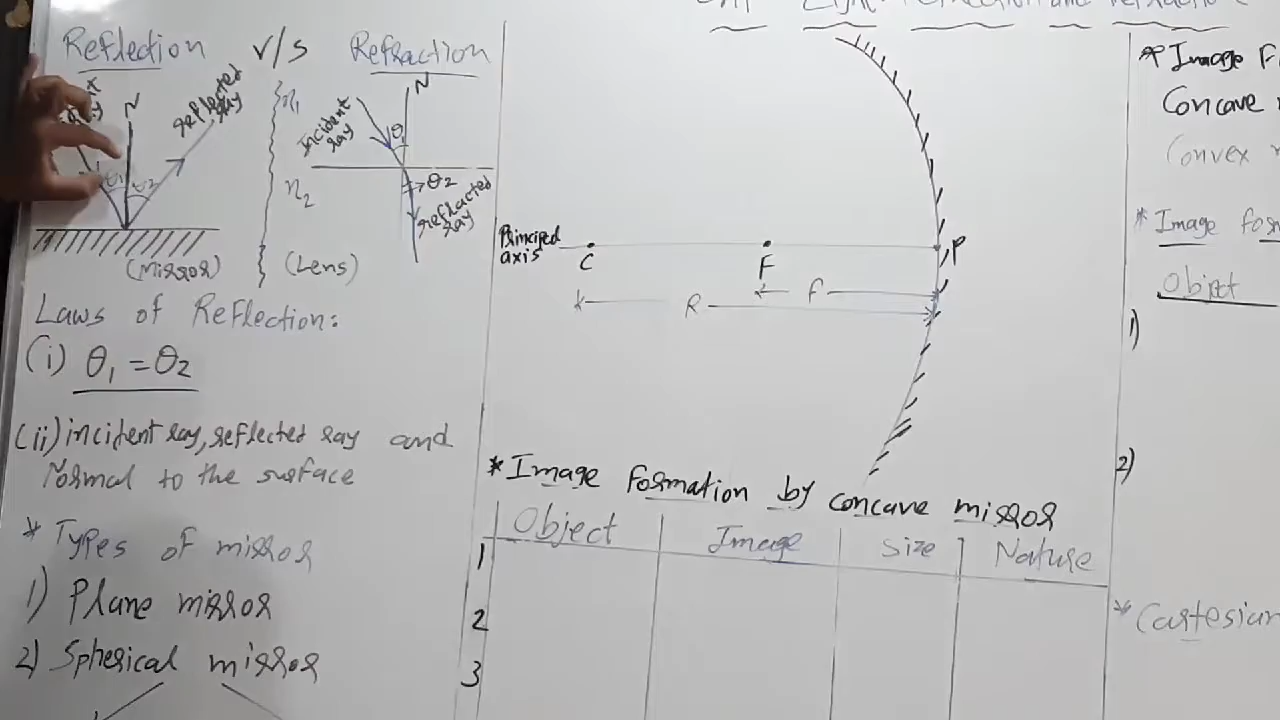 Light
Reflection v/s Refraction
N
reflected ray
θ1 θ2
(Mirror)
n1
n2
(Lens)
N
Incident ray
θ
θ2
reflacted ray
Laws of Reflection:
(i) θ1 = θ2
(ii) incident ray, reflected ray and
Normal to the surface
* Types of mirror
1) Plane mirror
2) Spherical mirror
Principal axis
C
F
P
f
R
* Image formation by concave mirror
Object Image Size Nature
1
2
3
* Image F
Concave
Convex
* Image for
Object
1)
2)
* Cartesian